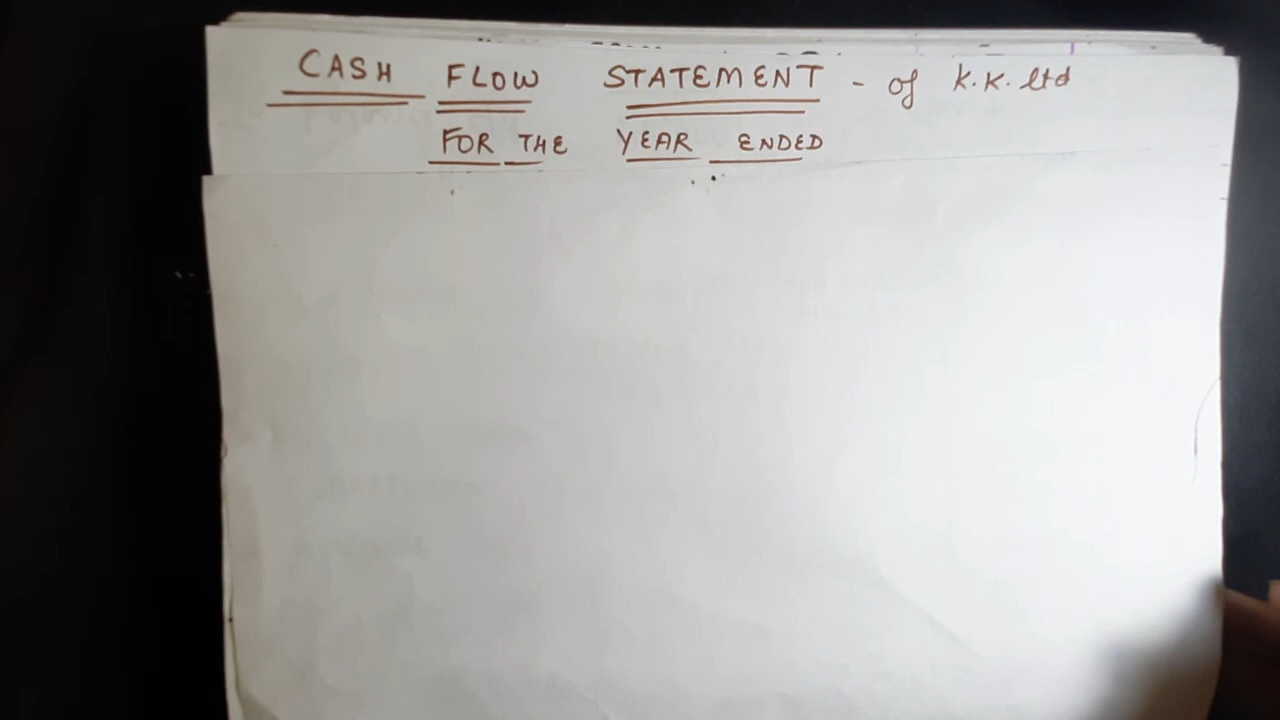 CASH FLOW STATEMENT - of K.K. ltd
FOR THE YEAR ENDED